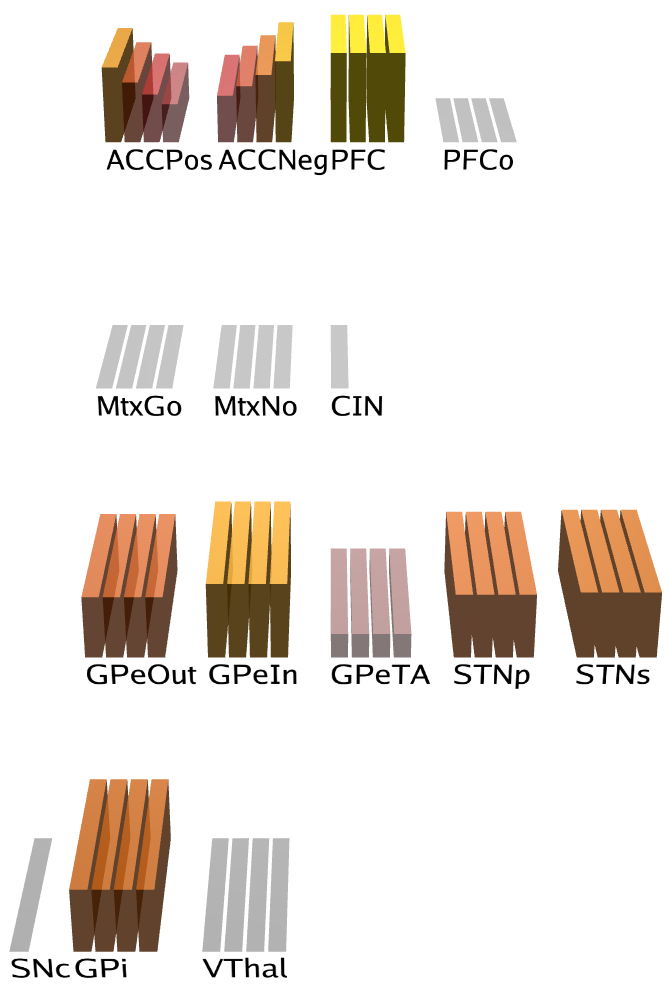 ACCPos ACCNeg PFC PFCo
MtxGo MtxNo CIN
GPeOut GPeIn GPeTA STNp STNs
SNc GPi VThal